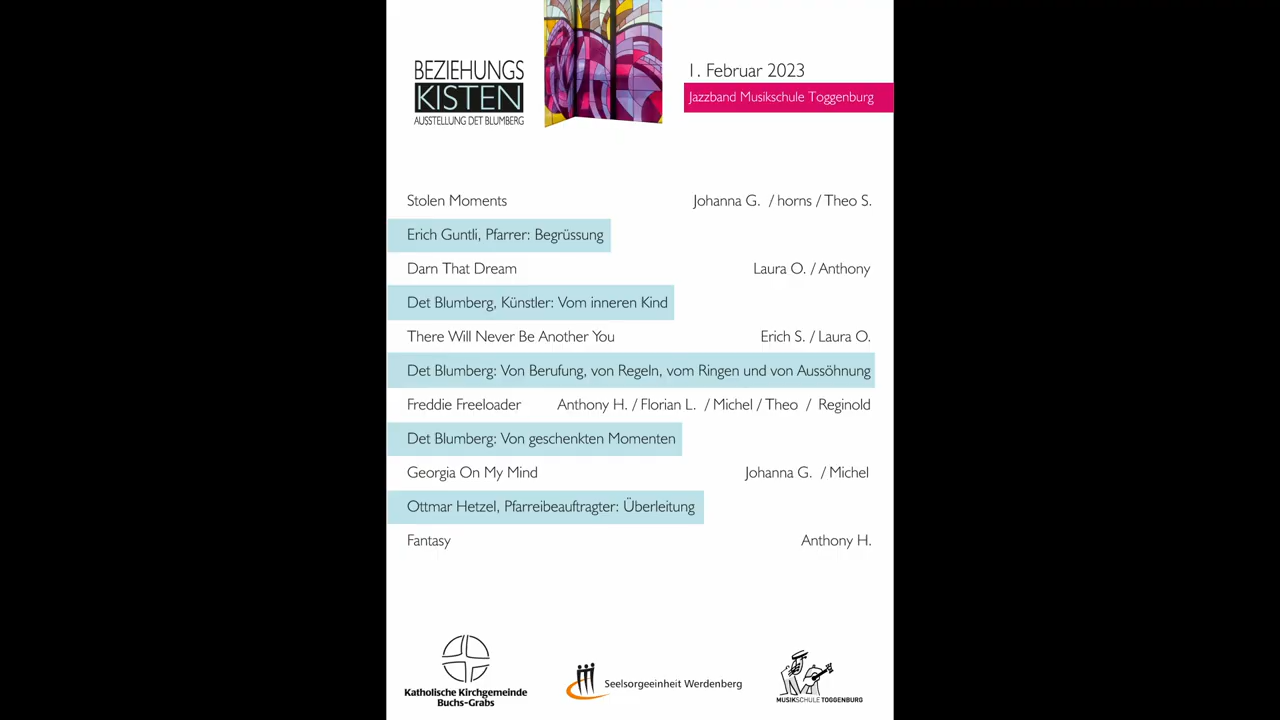 BEZIEHUNGS
KISTEN
AUSSTELLUNG DET BLUMBERG
1. Februar 2023
Jazzband Musikschule Toggenburg
Stolen Moments Johanna G. / horns / Theo S.
Erich Guntli, Pfarrer: Begrüssung
Darn That Dream Laura O. / Anthony
Det Blumberg, Künstler: Vom inneren Kind
There Will Never Be Another You Erich S. / Laura O.
Det Blumberg: Von Berufung, von Regeln, vom Ringen und von Aussöhnung
Freddie Freeloader Anthony H. / Florian L. / Michel / Theo / Reginold
Det Blumberg: Von geschenkten Momenten
Georgia On My Mind Johanna G. / Michel
Ottmar Hetzel, Pfarreibeauftragter: Überleitung
Fantasy Anthony H.
Katholische Kirchgemeinde
Buchs-Grabs
Seelsorgeeinheit Werdenberg
MUSIKSCHULE TOGGENBURG